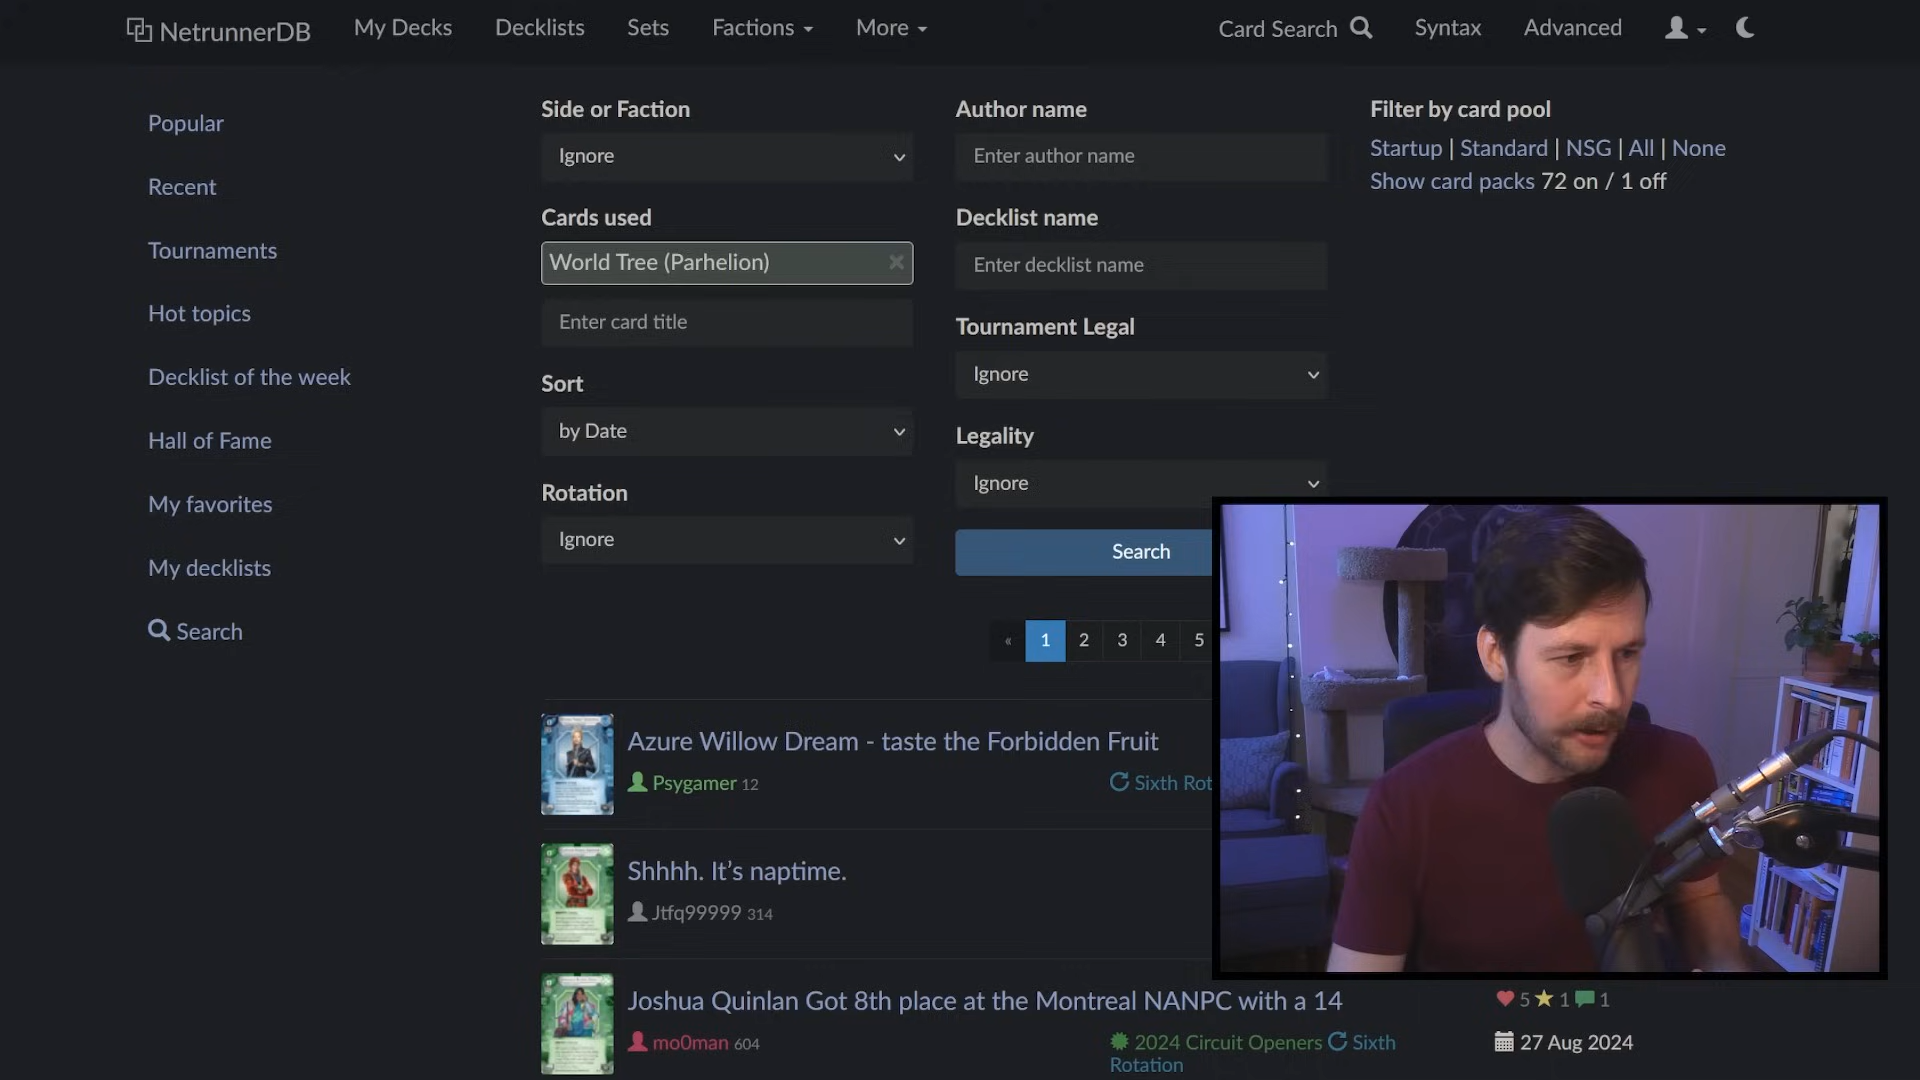 NetrunnerDB My Decks Decklists Sets Factions More Card Search Syntax Advanced
Popular
Recent
Tournaments
Hot topics
Decklist of the week
Hall of Fame
My favorites
My decklists
Search
Side or Faction
Ignore
Cards used
World Tree (Parhelion) ×
Enter card title
Sort
by Date
Rotation
Ignore
Author name
Enter author name
Decklist name
Enter decklist name
Tournament Legal
Ignore
Legality
Ignore
Search
Filter by card pool
Startup | Standard | NSG | All | None
Show card packs 72 on / 1 off
« 1 2 3 4 5
Azure Willow Dream - taste the Forbidden Fruit
Psygamer 12 Sixth Rot
Shhhh. It’s naptime.
Jtfq99999 314
Joshua Quinlan Got 8th place at the Montreal NANPC with a 14 5 1 1
mo0man 604 2024 Circuit Openers Sixth 27 Aug 2024
Rotation